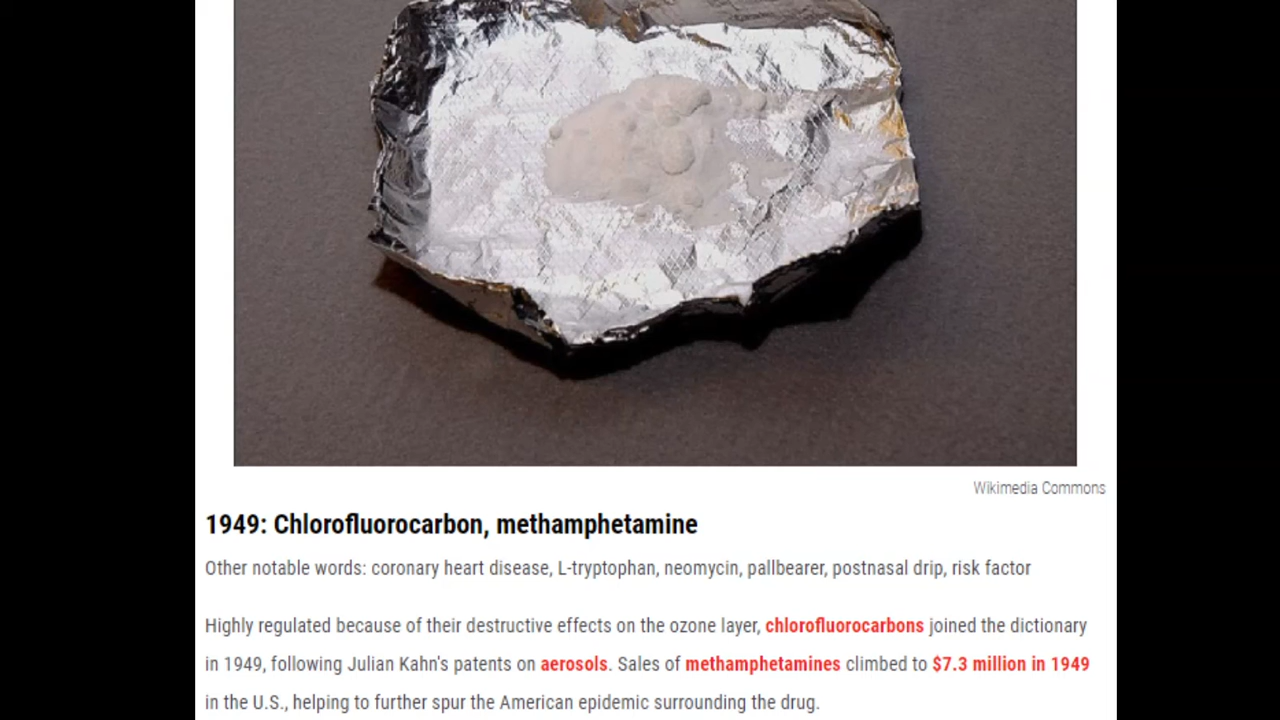 Wikimedia Commons
1949: Chlorofluorocarbon, methamphetamine
Other notable words: coronary heart disease, L-tryptophan, neomycin, pallbearer, postnasal drip, risk factor
Highly regulated because of their destructive effects on the ozone layer, chlorofluorocarbons joined the dictionary
in 1949, following Julian Kahn's patents on aerosols. Sales of methamphetamines climbed to $7.3 million in 1949
in the U.S., helping to further spur the American epidemic surrounding the drug.